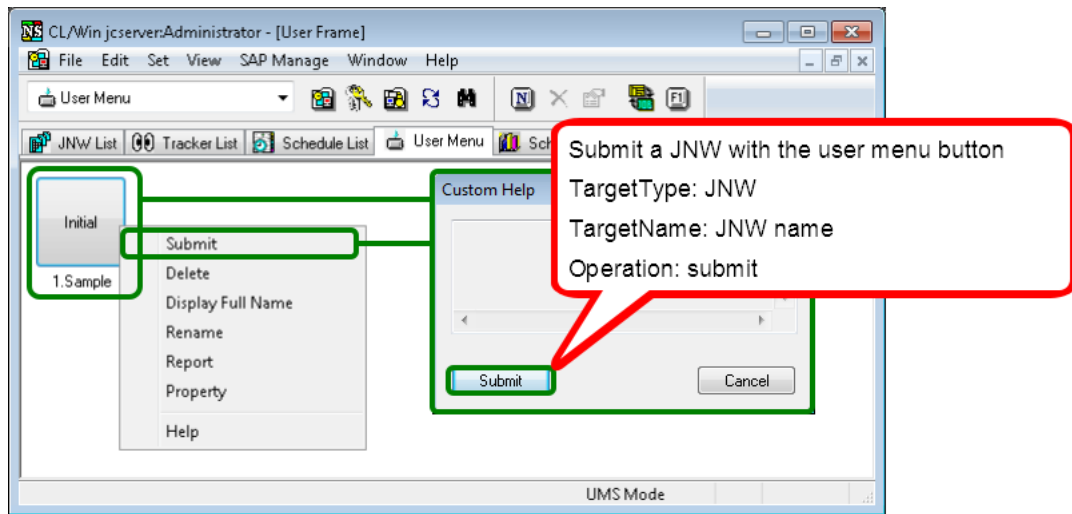 CL/Win jcserver:Administrator - [User Frame]
File Edit Set View SAP Manage Window Help
User Menu
JNW List Tracker List Schedule List User Menu Sch
Submit a JNW with the user menu button
TargetType: JNW
TargetName: JNW name
Operation: submit
Custom Help
Initial
1.Sample
Submit
Delete
Display Full Name
Rename
Report
Property
Help
Submit Cancel
UMS Mode